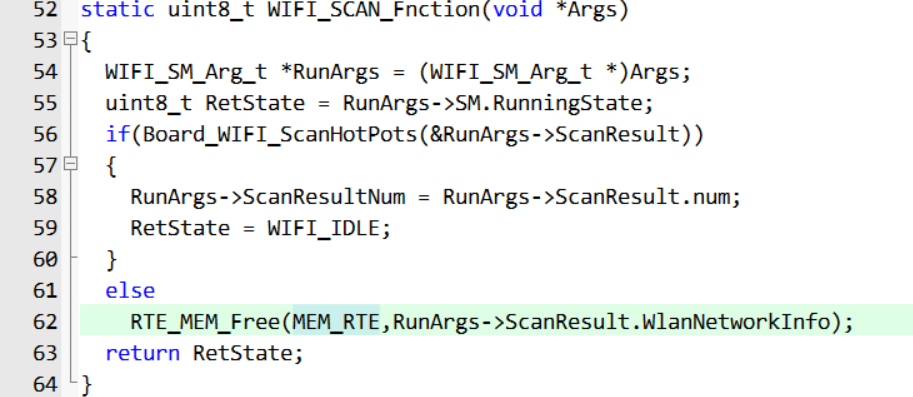 52 static uint8_t WIFI_SCAN_Fnction(void *Args)
53 {
54 WIFI_SM_Arg_t *RunArgs = (WIFI_SM_Arg_t *)Args;
55 uint8_t RetState = RunArgs->SM.RunningState;
56 if(Board_WIFI_ScanHotPots(&RunArgs->ScanResult))
57 {
58 RunArgs->ScanResultNum = RunArgs->ScanResult.num;
59 RetState = WIFI_IDLE;
60 }
61 else
62 RTE_MEM_Free(MEM_RTE,RunArgs->ScanResult.WlanNetworkInfo);
63 return RetState;
64 }